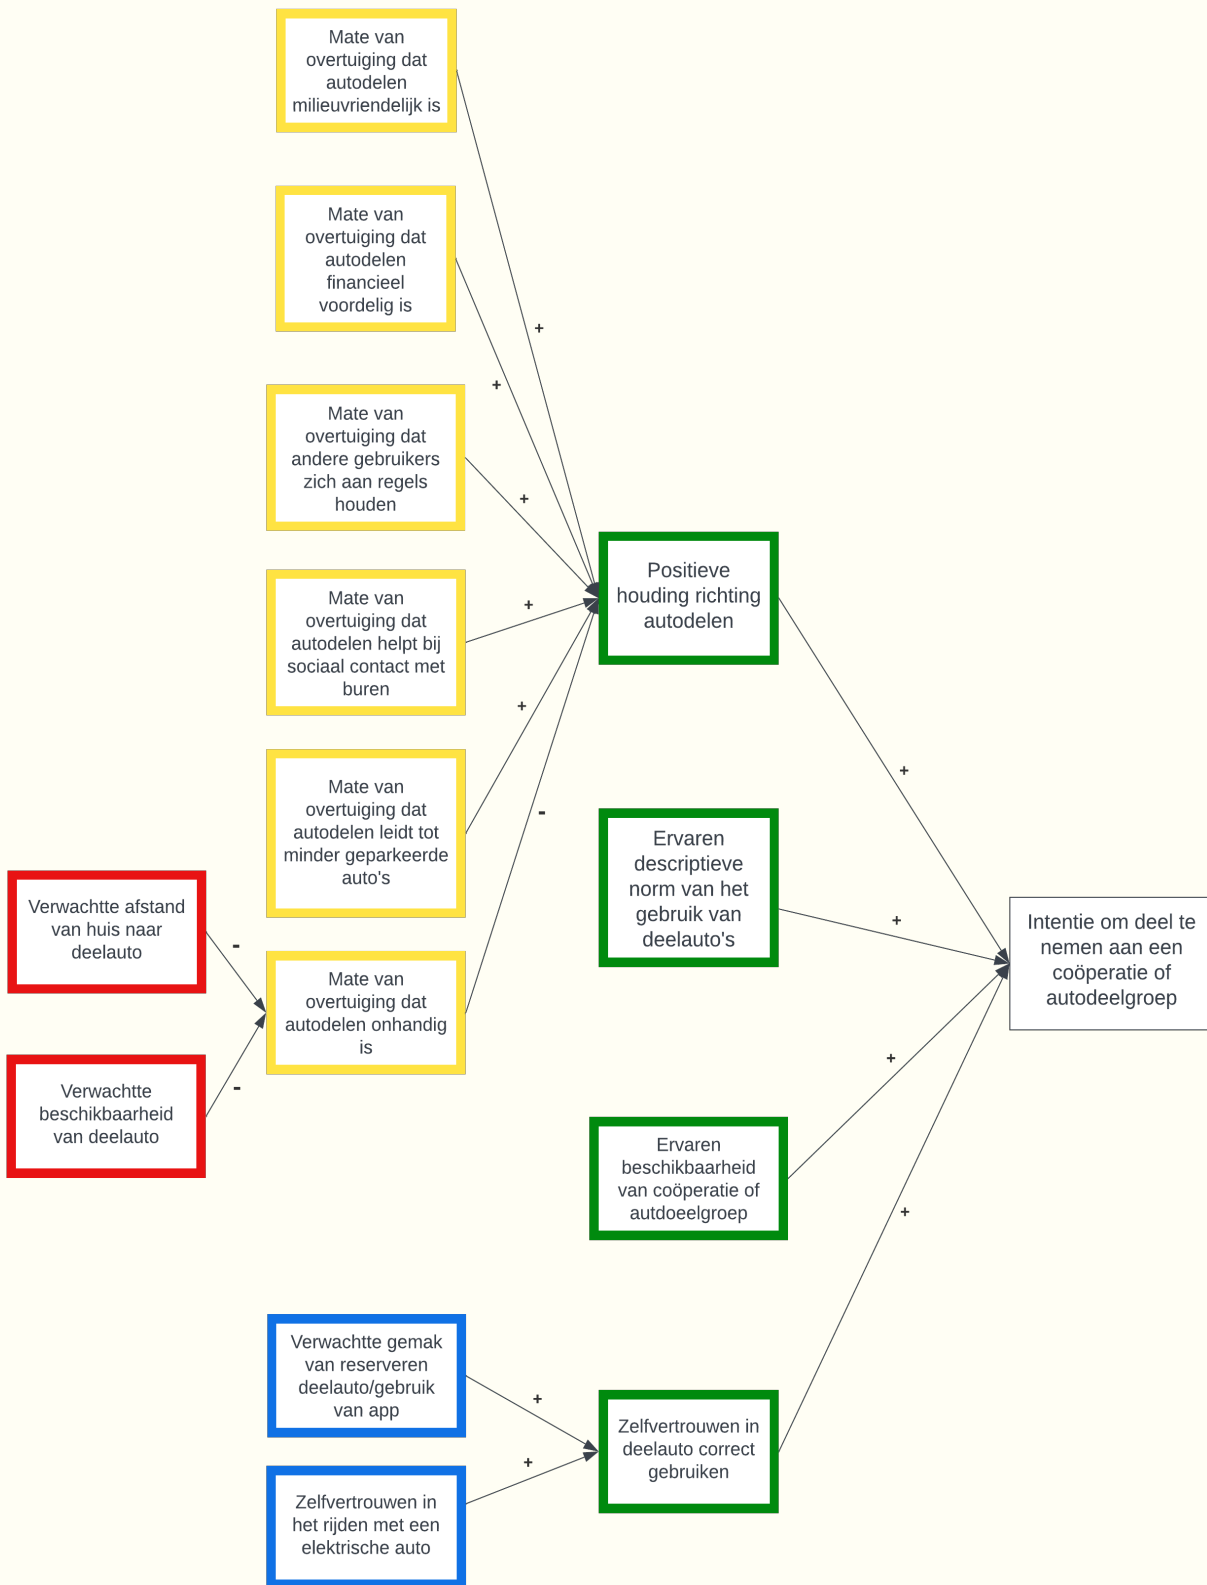 Mate van
overtuiging dat
autodelen
milieuvriendelijk is
+
Mate van
overtuiging dat
autodelen
financieel
voordelig is
+
Mate van
overtuiging dat
andere gebruikers
zich aan regels
houden
+
Mate van
overtuiging dat
autodelen helpt bij
sociaal contact met
buren
+
Mate van
overtuiging dat
autodelen leidt tot
minder geparkeerde
auto's
+
Verwachtte afstand
van huis naar
deelauto
-
Verwachtte
beschikbaarheid
van deelauto
-
Mate van
overtuiging dat
autodelen onhandig
is
-
Positieve
houding richting
autodelen
+
Ervaren
descriptieve
norm van het
gebruik van
deelauto's
+
Ervaren
beschikbaarheid
van coöperatie of
autdoeelgroep
+
Verwachtte gemak
van reserveren
deelauto/gebruik
van app
+
Zelfvertrouwen in
het rijden met een
elektrische auto
+
Zelfvertrouwen in
deelauto correct
gebruiken
+
Intentie om deel te
nemen aan een
coöperatie of
autodeelgroep